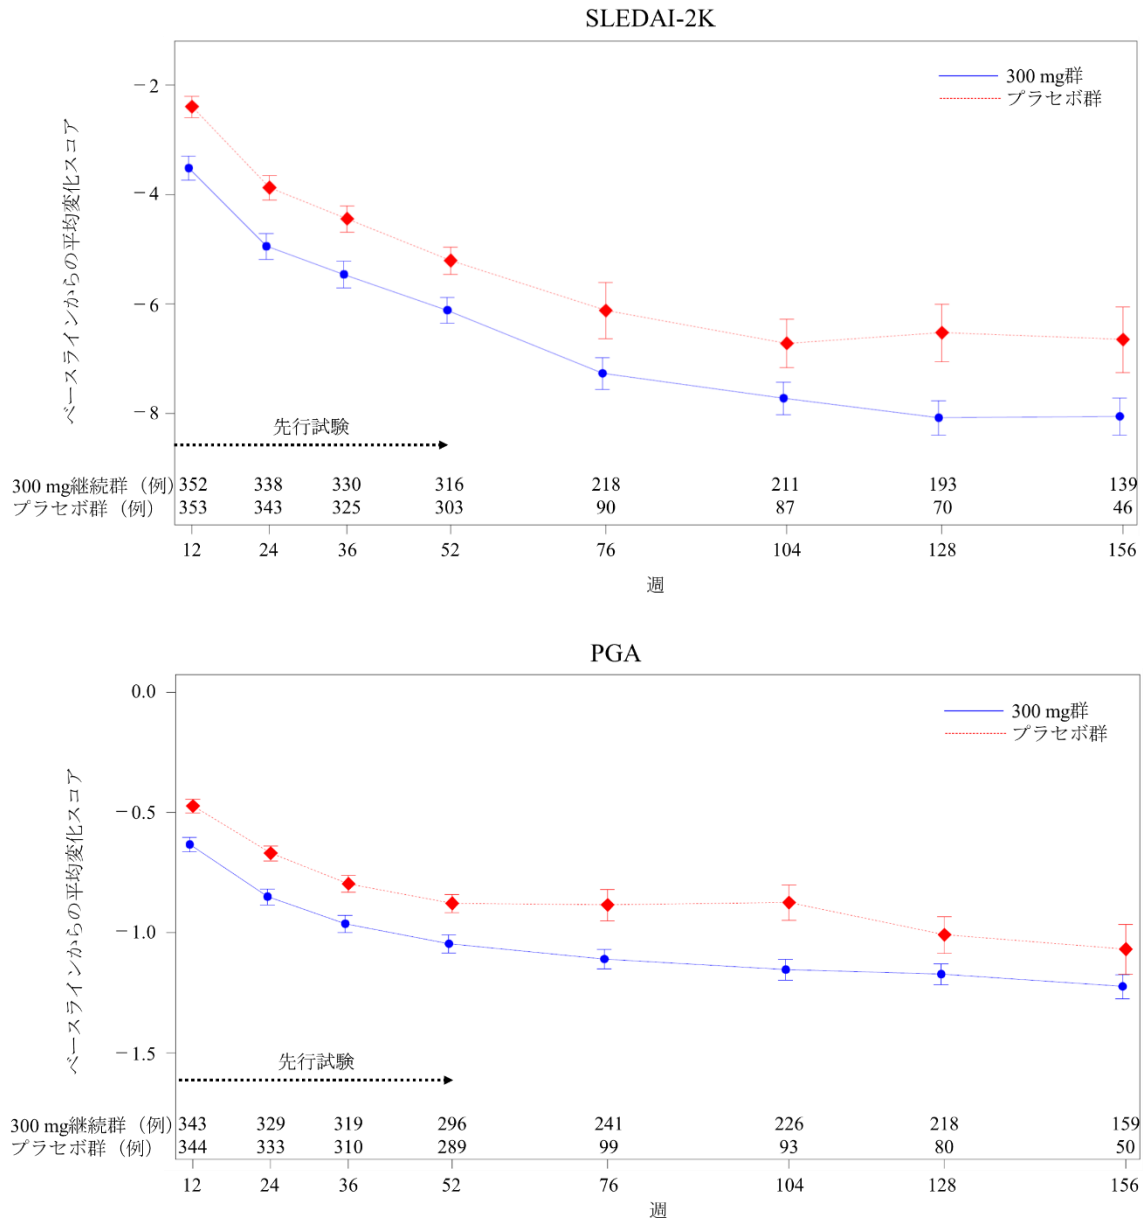 SLEDAI-2K
ベースラインからの平均変化スコア
−2
−4
−6
−8
300 mg群
プラセボ群
先行試験
300 mg継続群（例） 352 338 330 316 218 211 193 139
プラセボ群（例） 353 343 325 303 90 87 70 46
12 24 36 52 76 104 128 156
週
PGA
ベースラインからの平均変化スコア
0.0
−0.5
−1.0
−1.5
300 mg群
プラセボ群
先行試験
300 mg継続群（例） 343 329 319 296 241 226 218 159
プラセボ群（例） 344 333 310 289 99 93 80 50
12 24 36 52 76 104 128 156
週